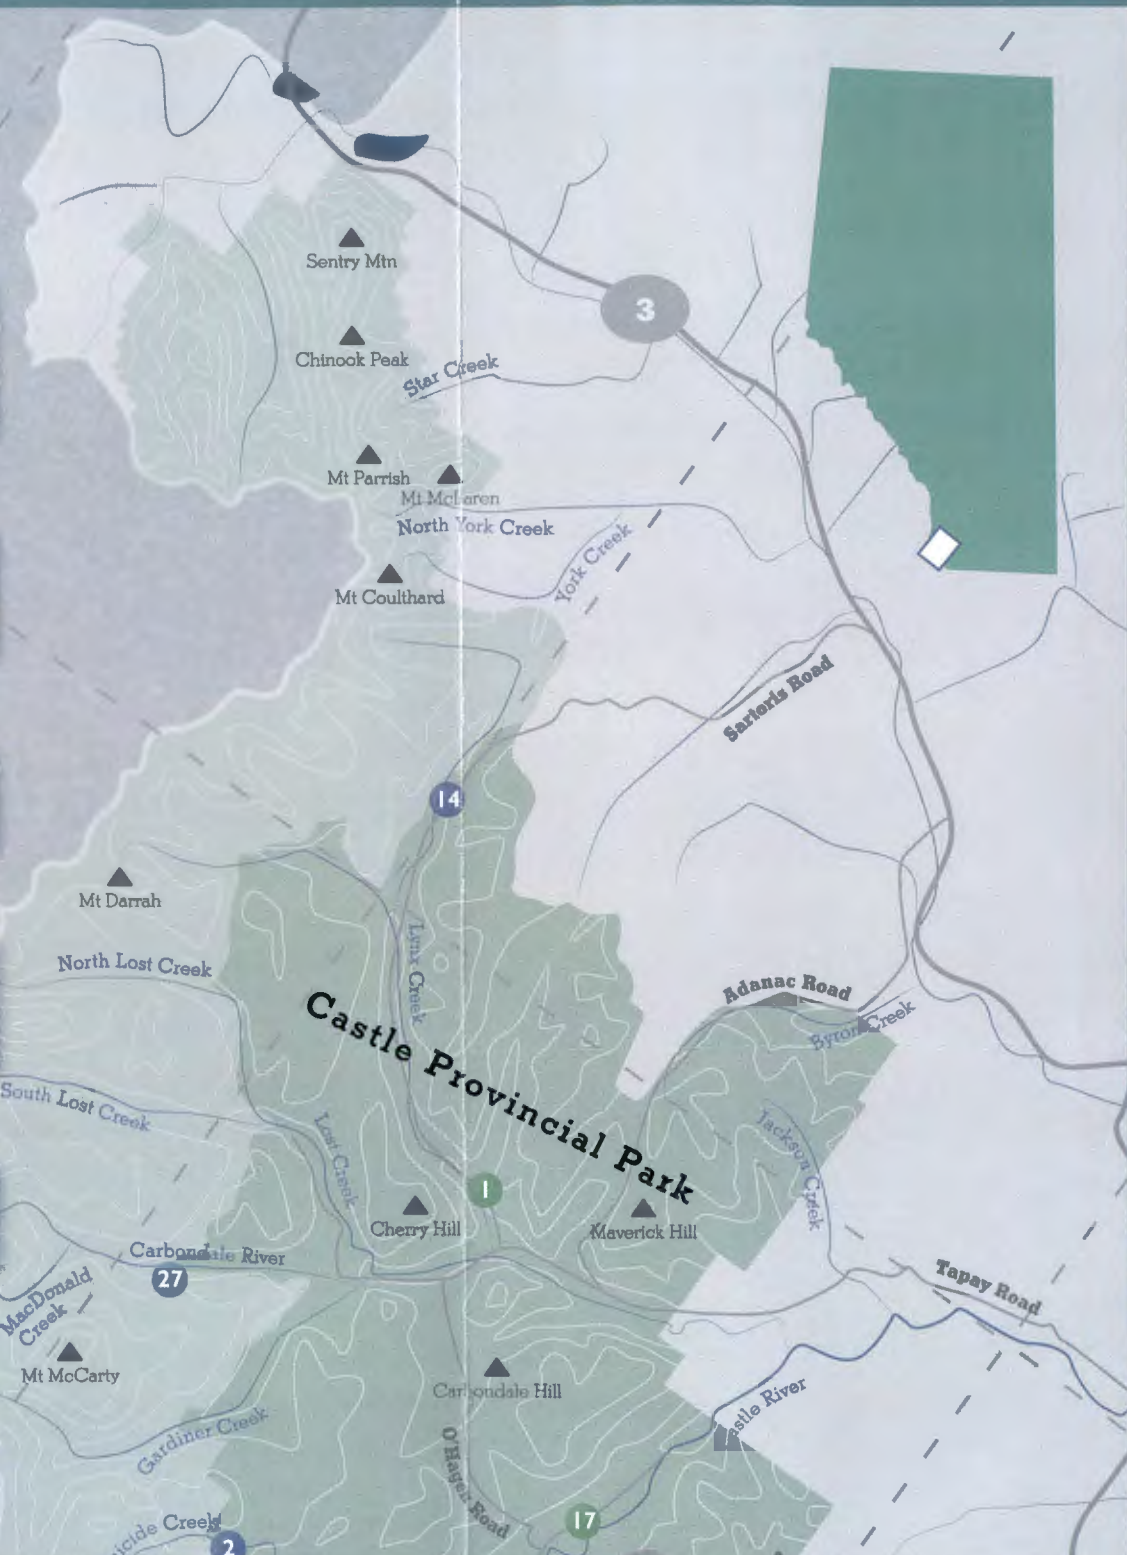 3
Sentry Mtn
Chinook Peak
Star Creek
Mt Parrish
Mt McLaren
North York Creek
York Creek
Mt Coulthard
Sartoris Road
14
Mt Darrah
Lynx Creek
North Lost Creek
Adanac Road
Byron Creek
Castle Provincial Park
South Lost Creek
Lost Creek
Jackson Creek
1
Cherry Hill
Maverick Hill
Carbondale River
27
MacDonald
Creek
Tapay Road
Mt McCarty
Carbondale Hill
Castle River
Gardiner Creek
O'Hagen Road
17
icide Creek
2